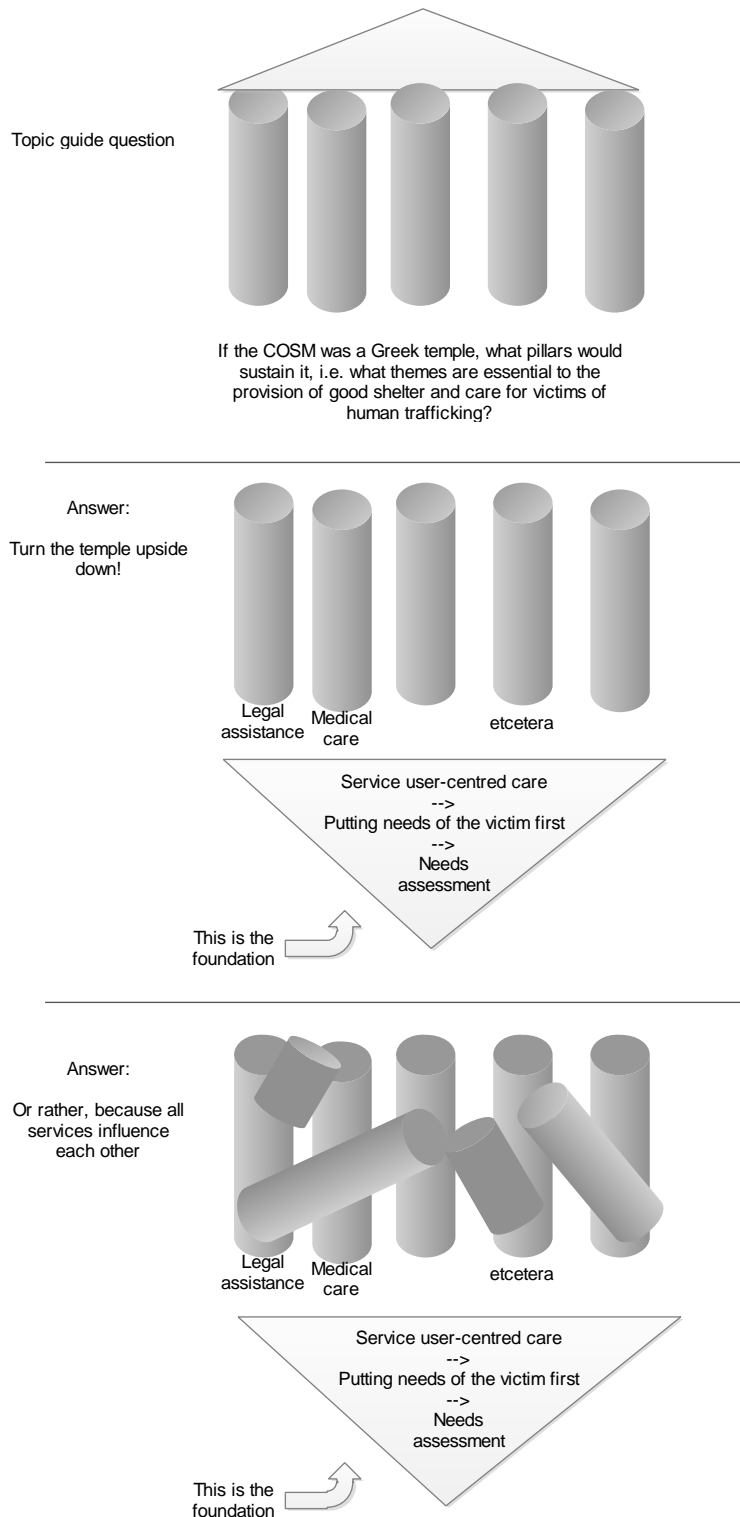 Topic guide question
If the COSM was a Greek temple, what pillars would
sustain it, i.e. what themes are essential to the
provision of good shelter and care for victims of
human trafficking?
Answer:
Turn the temple upside
down!
Legal
assistance
Medical
care
etcetera
Service user-centred care
-->
Putting needs of the victim first
-->
Needs
assessment
This is the
foundation
Answer:
Or rather, because all
services influence
each other
Legal
assistance
Medical
care
etcetera
Service user-centred care
-->
Putting needs of the victim first
-->
Needs
assessment
This is the
foundation